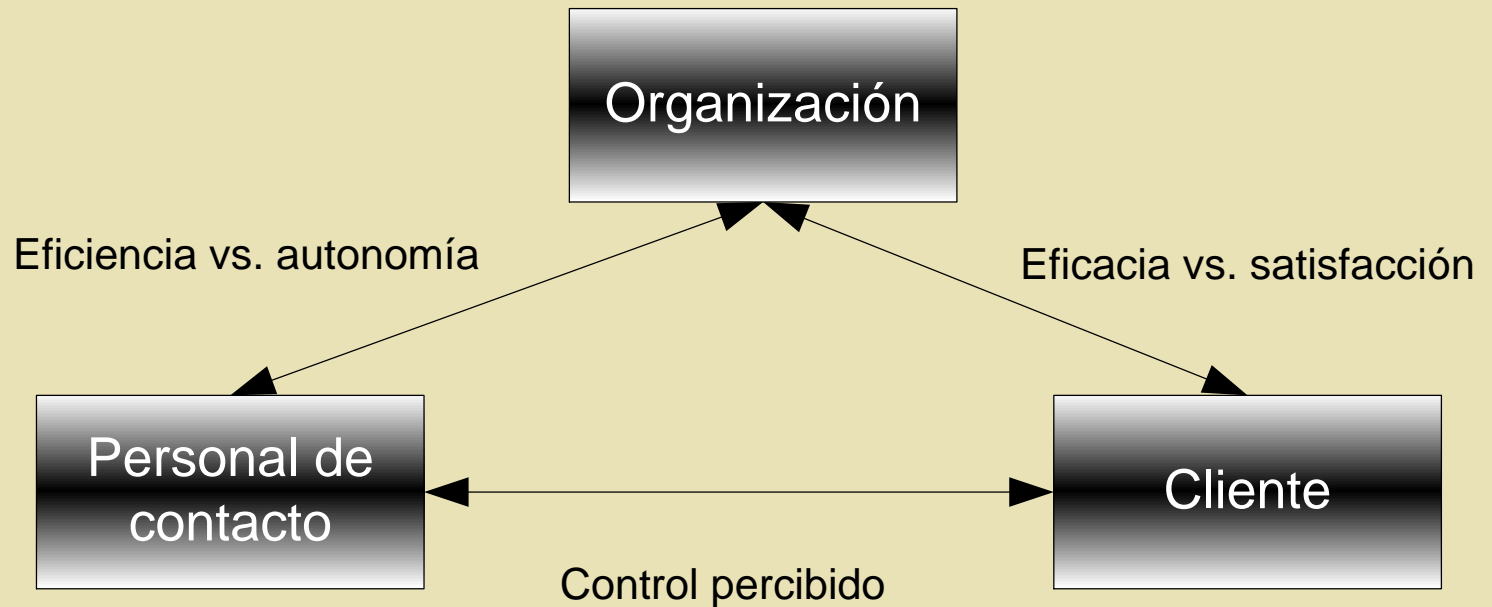 Organización
Eficiencia vs. autonomía
Eficacia vs. satisfacción
Personal de
contacto
Cliente
Control percibido